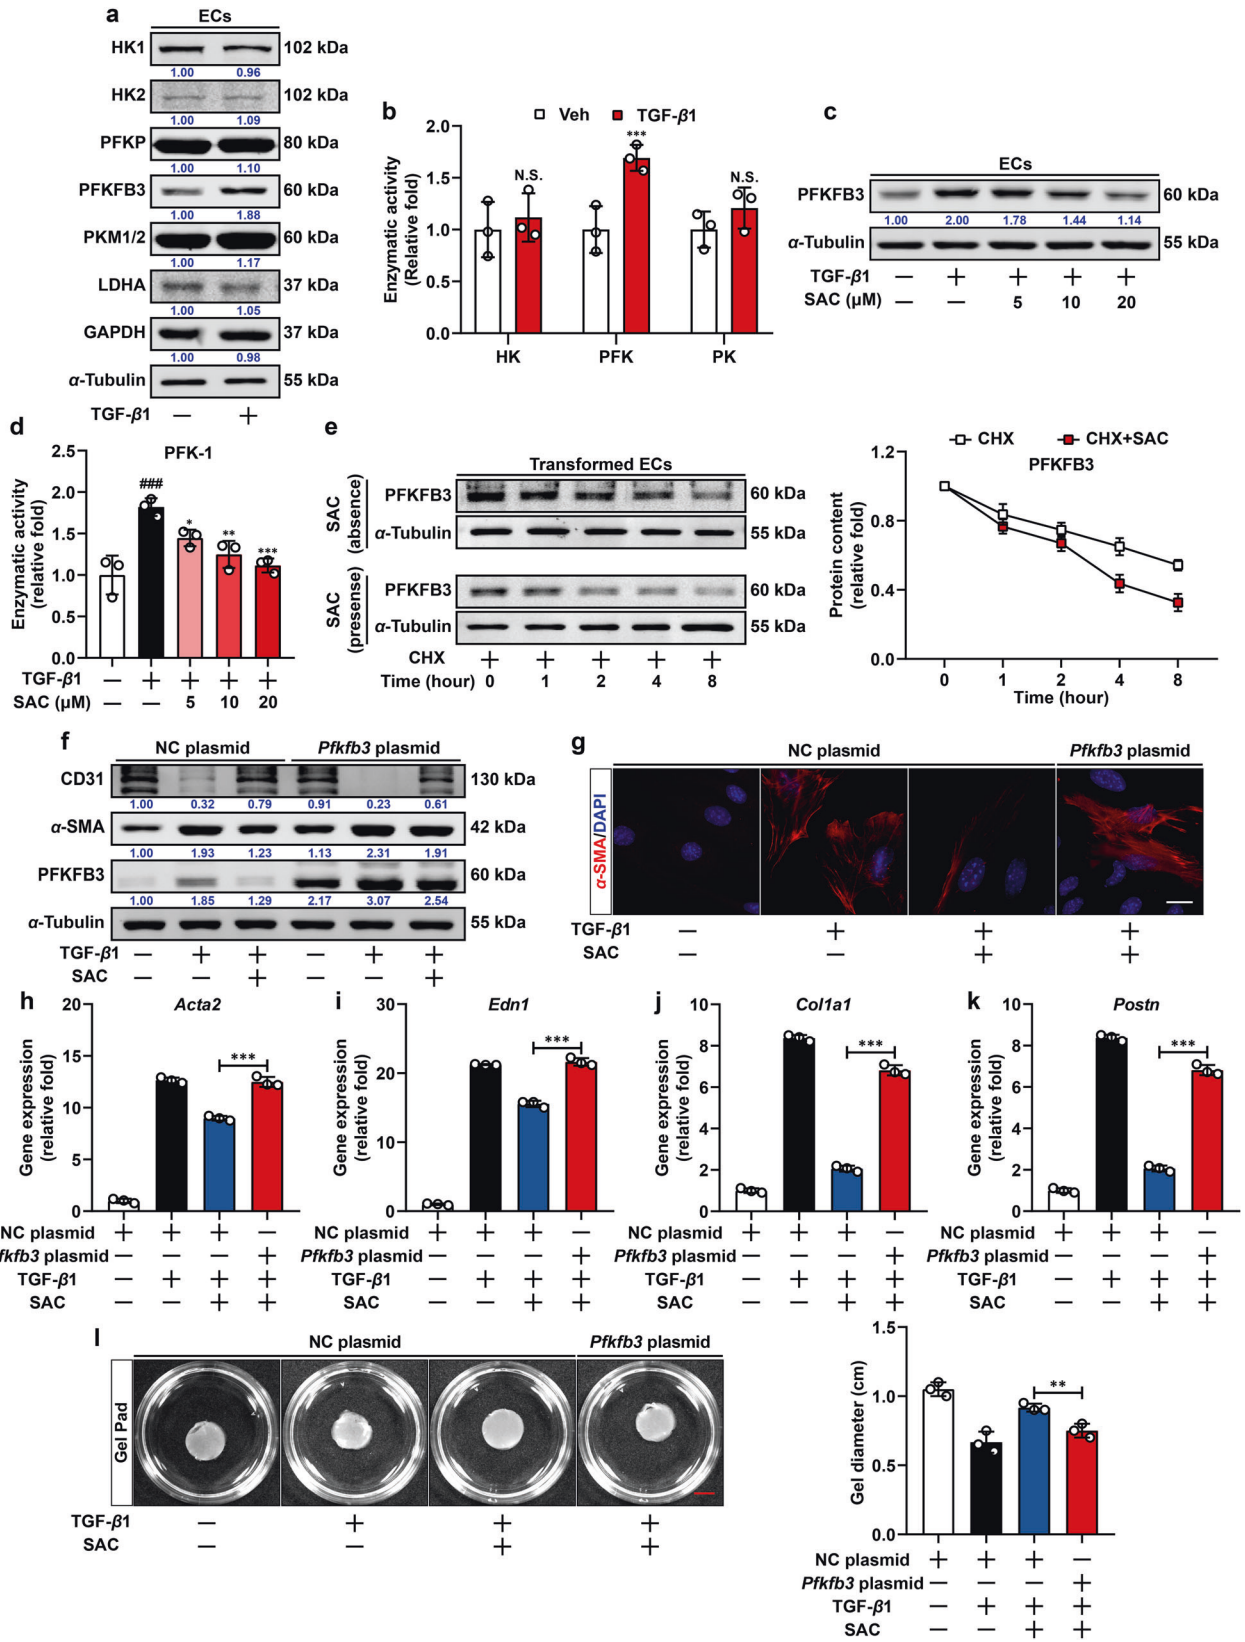 a
ECs
HK1 102 kDa
1.00 0.96
HK2 102 kDa
1.00 1.09
PFKP 80 kDa
1.00 1.10
PFKFB3 60 kDa
1.00 1.88
PKM1/2 60 kDa
1.00 1.17
LDHA 37 kDa
1.00 1.05
GAPDH 37 kDa
1.00 0.98
α-Tubulin 55 kDa
TGF-β1 — +
b
Veh TGF-β1
Enzymatic activity
(Relative fold)
2.0
1.5
1.0
0.5
0.0
N.S. *** N.S.
HK PFK PK
c
ECs
PFKFB3 60 kDa
1.00 2.00 1.78 1.44 1.14
α-Tubulin 55 kDa
TGF-β1 — + + + +
SAC (μM) — — 5 10 20
d
PFK-1
Enzymatic activity
(relative fold)
2.5
2.0
1.5
1.0
0.5
0.0
### * ** ***
TGF-β1 — + + + +
SAC (μM) — — 5 10 20
e
Transformed ECs
SAC
(absence)
PFKFB3 60 kDa
α-Tubulin 55 kDa
SAC
(presense)
PFKFB3 60 kDa
α-Tubulin 55 kDa
CHX + + + + +
Time (hour) 0 1 2 4 8
CHX CHX+SAC
PFKFB3
Protein content
(relative fold)
1.2
0.8
0.4
0.0
0 1 2 4 8
Time (hour)
f
NC plasmid Pfkfb3 plasmid
CD31 130 kDa
1.00 0.32 0.79 0.91 0.23 0.61
α-SMA 42 kDa
1.00 1.93 1.23 1.13 2.31 1.91
PFKFB3 60 kDa
1.00 1.85 1.29 2.17 3.07 2.54
α-Tubulin 55 kDa
TGF-β1 — + + — + +
SAC — — + — — +
g
NC plasmid Pfkfb3 plasmid
α-SMA/DAPI
TGF-β1 — + + +
SAC — — + +
h
Acta2
Gene expression
(relative fold)
20
15
10
5
0
***
NC plasmid + + + —
fkfb3 plasmid — — — +
TGF-β1 — + + +
SAC — — + +
i
Edn1
Gene expression
(relative fold)
30
20
10
0
***
NC plasmid + + + —
Pfkfb3 plasmid — — — +
TGF-β1 — + + +
SAC — — + +
j
Col1a1
Gene expression
(relative fold)
10
8
6
4
2
0
***
NC plasmid + + + —
Pfkfb3 plasmid — — — +
TGF-β1 — + + +
SAC — — + +
k
Postn
Gene expression
(relative fold)
10
8
6
4
2
0
***
NC plasmid + + + —
Pfkfb3 plasmid — — — +
TGF-β1 — + + +
SAC — — + +
l
NC plasmid Pfkfb3 plasmid
Gel Pad
TGF-β1 — + + +
SAC — — + +
Gel diameter (cm)
1.5
1.0
0.5
0.0
**
NC plasmid + + + —
Pfkfb3 plasmid — — — +
TGF-β1 — + + +
SAC — — + +